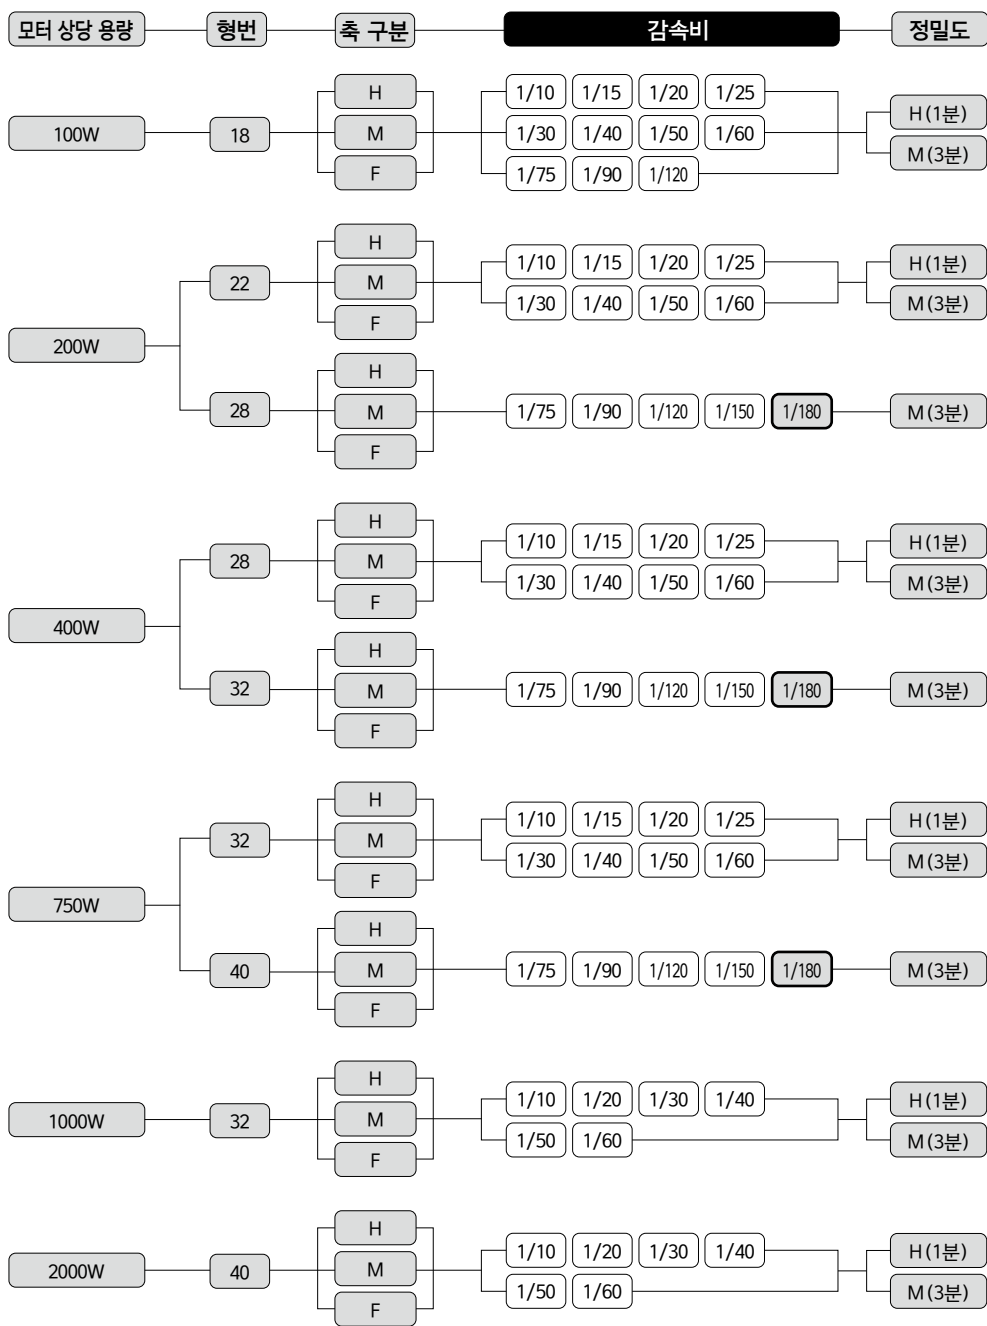 모터 상당 용량 형번 축 구분 감속비 정밀도
H 1/10 1/15 1/20 1/25 H(1분)
100W 18 M 1/30 1/40 1/50 1/60
F 1/75 1/90 1/120 M(3분)
H 1/10 1/15 1/20 1/25 H(1분)
22 M
F 1/30 1/40 1/50 1/60 M(3분)
200W
H
28 M 1/75 1/90 1/120 1/150 1/180 M(3분)
F
H 1/10 1/15 1/20 1/25 H(1분)
28 M
F 1/30 1/40 1/50 1/60 M(3분)
400W
H
32 M 1/75 1/90 1/120 1/150 1/180 M(3분)
F
H 1/10 1/15 1/20 1/25 H(1분)
32 M
F 1/30 1/40 1/50 1/60 M(3분)
750W
H
40 M 1/75 1/90 1/120 1/150 1/180 M(3분)
F
H 1/10 1/20 1/30 1/40 H(1분)
1000W 32 M
F 1/50 1/60 M(3분)
H 1/10 1/20 1/30 1/40 H(1분)
2000W 40 M
F 1/50 1/60 M(3분)